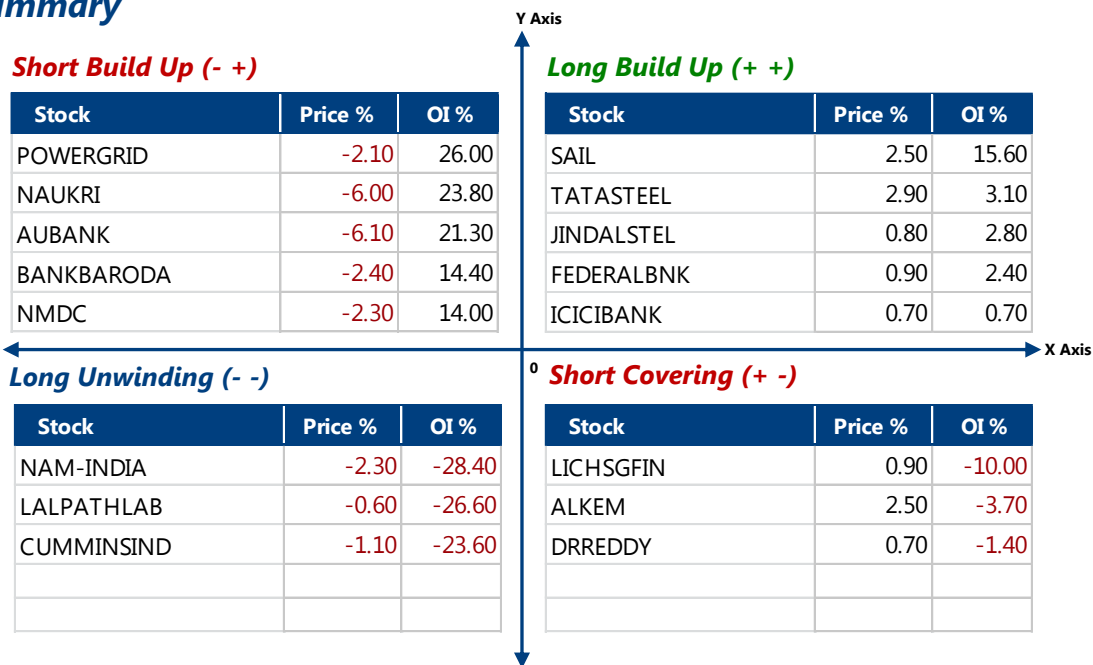 Y Axis
Short Build Up (- +)
Stock Price % OI %
POWERGRID -2.10 26.00
NAUKRI -6.00 23.80
AUBANK -6.10 21.30
BANKBARODA -2.40 14.40
NMDC -2.30 14.00
Long Build Up (+ +)
Stock Price % OI %
SAIL 2.50 15.60
TATASTEEL 2.90 3.10
JINDALSTEL 0.80 2.80
FEDERALBNK 0.90 2.40
ICICIBANK 0.70 0.70
X Axis
0
Long Unwinding (- -)
Stock Price % OI %
NAM-INDIA -2.30 -28.40
LALPATHLAB -0.60 -26.60
CUMMINSIND -1.10 -23.60
Short Covering (+ -)
Stock Price % OI %
LICHSGFIN 0.90 -10.00
ALKEM 2.50 -3.70
DRREDDY 0.70 -1.40